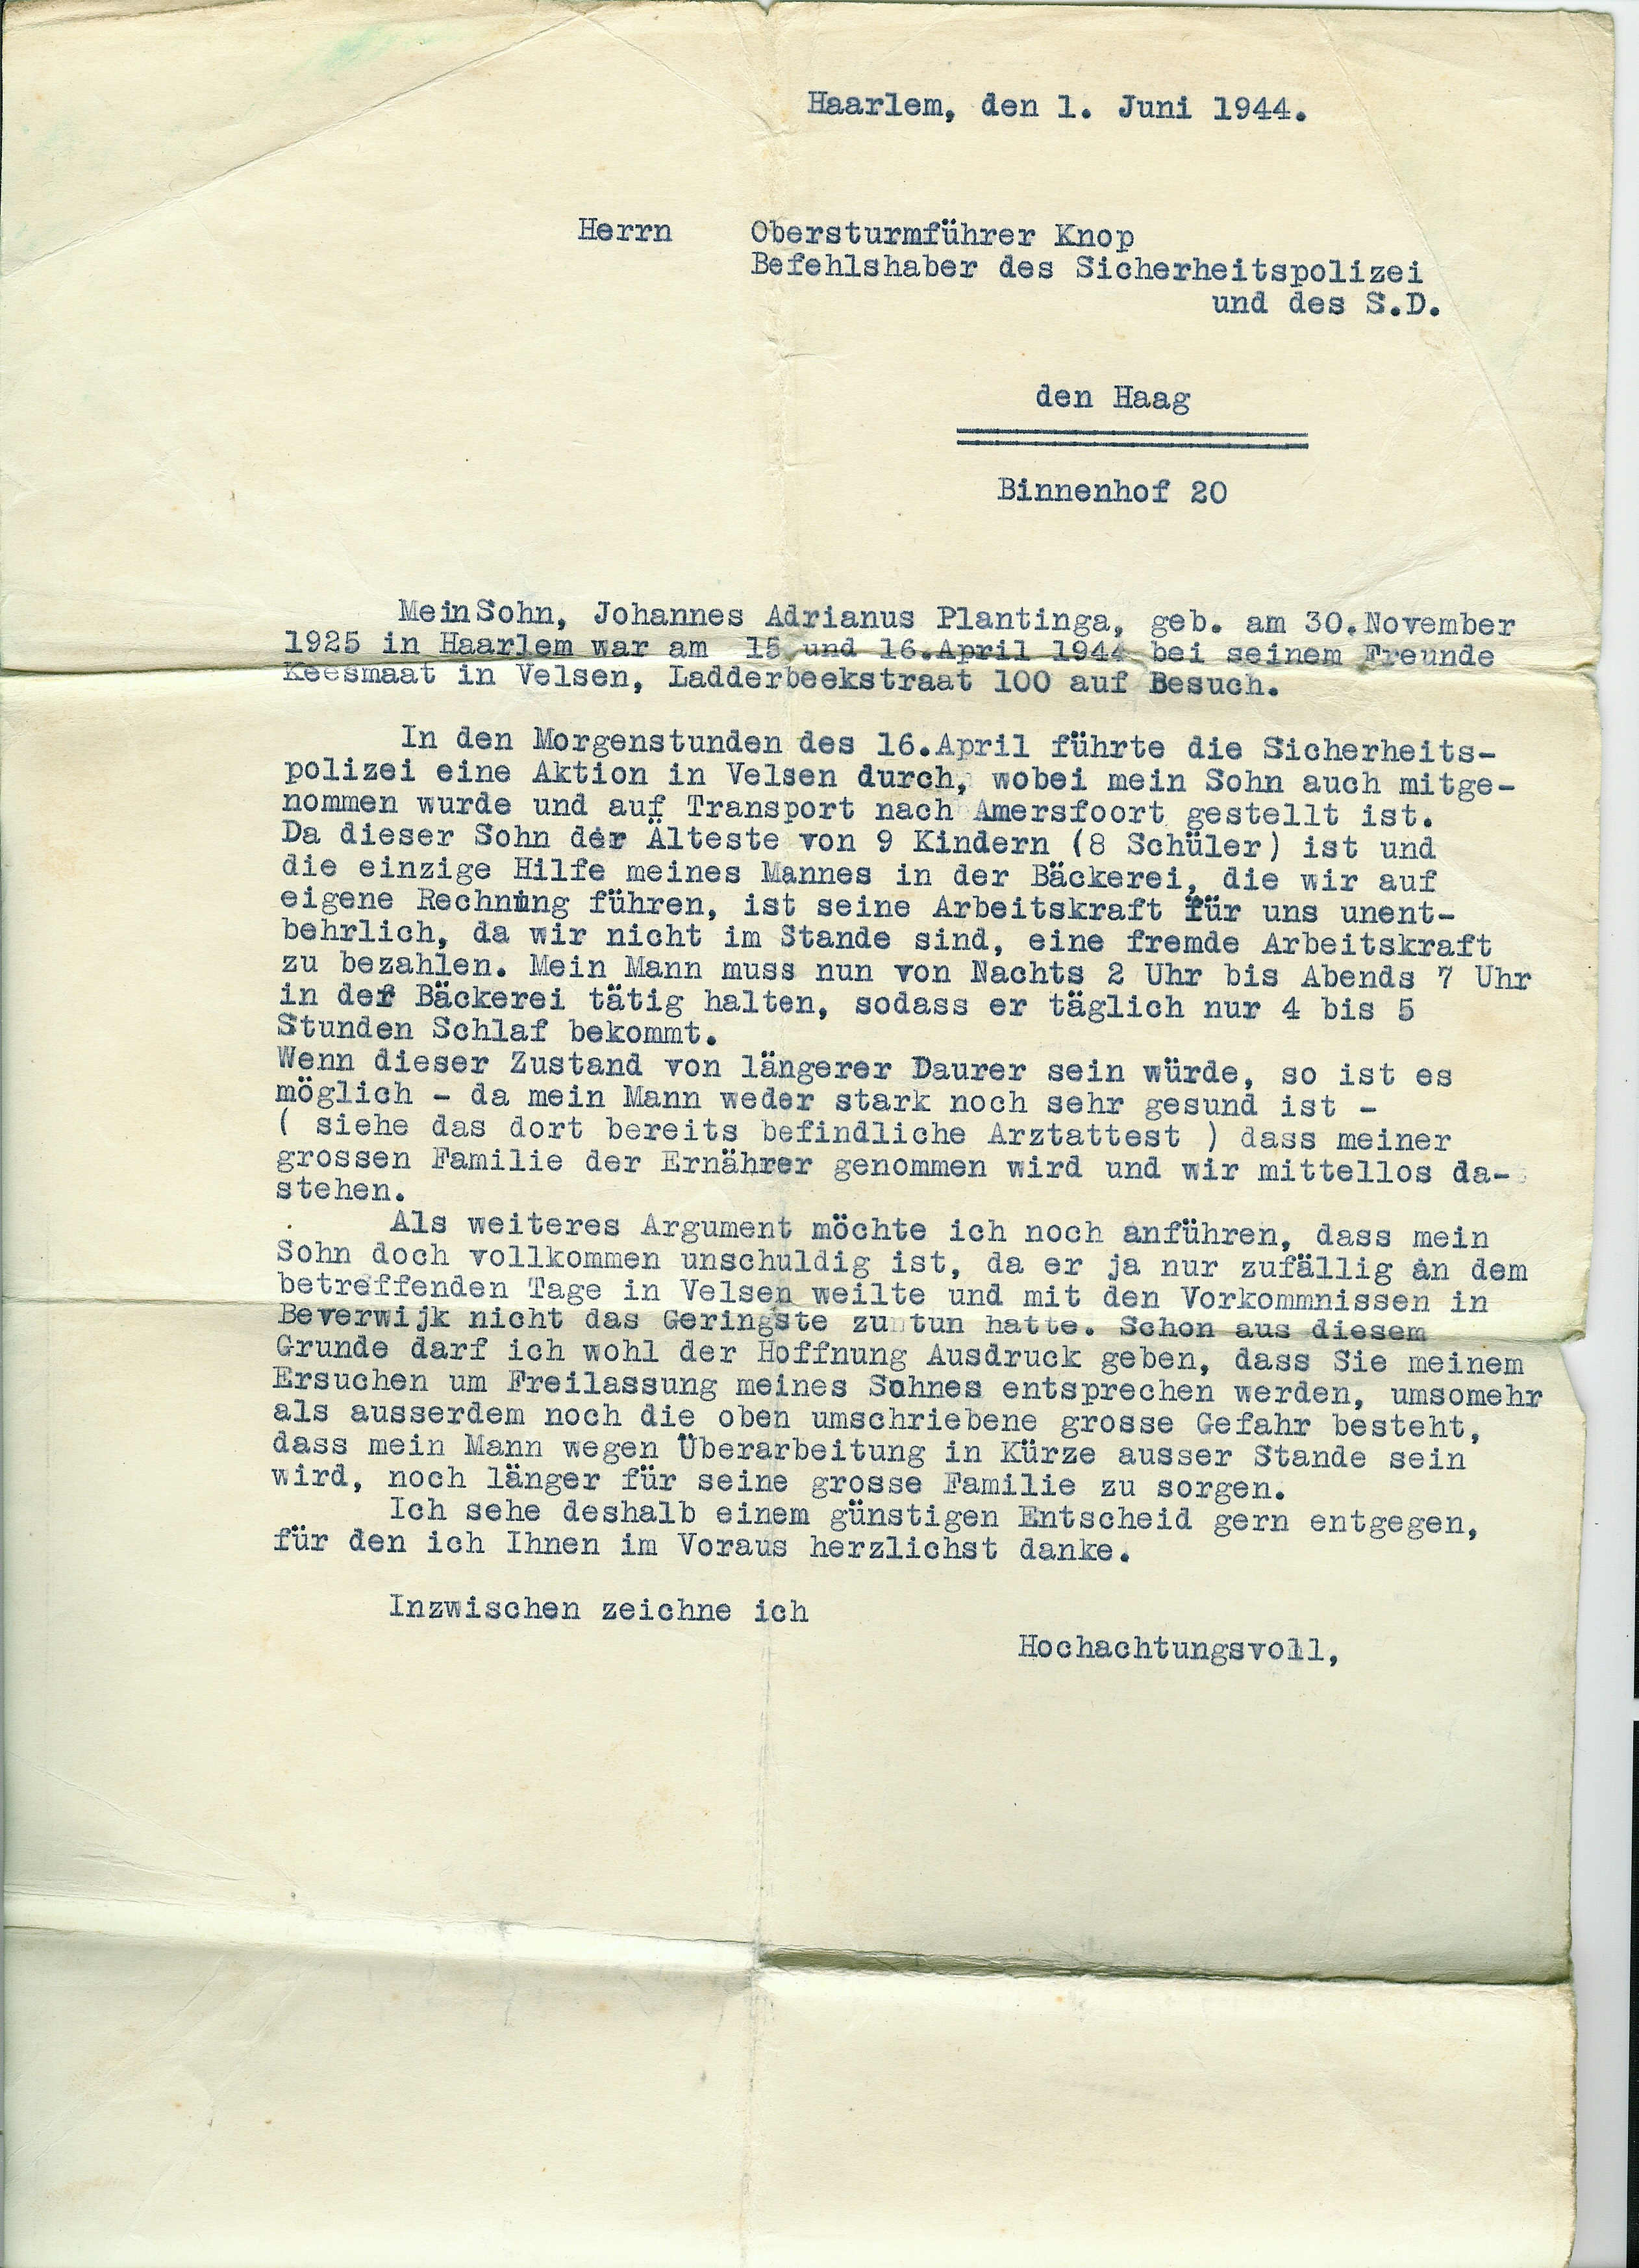 Haarlem, den 1. Juni 1944.
Herrn Obersturmführer Knop
Befehlshaber des Sicherheitspolizei
und des S.D.
den Haag
Binnenhof 20
Mein Sohn, Johannes Adrianus Plantinga, geb. am 30.November
1925 in Haarlem war am 15 und 16.April 1944 bei seinem Freunde
Keesmaat in Velsen, Ladderbeekstraat 100 auf Besuch.
In den Morgenstunden des 16.April führte die Sicherheits-
polizei eine Aktion in Velsen durch, wobei mein Sohn auch mitge-
nommen wurde und auf Transport nach Amersfoort gestellt ist.
Da dieser Sohn der Älteste von 9 Kindern (8 Schüler) ist und
die einzige Hilfe meines Mannes in der Bäckerei, die wir auf
eigene Rechnung führen, ist seine Arbeitskraft für uns unent-
behrlich, da wir nicht im Stande sind, eine fremde Arbeitskraft
zu bezahlen. Mein Mann muss nun von Nachts 2 Uhr bis Abends 7 Uhr
in der Bäckerei tätig halten, sodass er täglich nur 4 bis 5
Stunden Schlaf bekommt.
Wenn dieser Zustand von längerer Daurer sein würde, so ist es
möglich - da mein Mann weder stark noch sehr gesund ist -
( siehe das dort bereits befindliche Arztattest ) dass meiner
grossen Familie der Ernährer genommen wird und wir mittellos da-
stehen.
Als weiteres Argument möchte ich noch anführen, dass mein
Sohn doch vollkommen unschuldig ist, da er ja nur zufällig an dem
betreffenden Tage in Velsen weilte und mit den Vorkommnissen in
Beverwijk nicht das Geringste zu tun hatte. Schon aus diesem
Grunde darf ich wohl der Hoffnung Ausdruck geben, dass Sie meinem
Ersuchen um Freilassung meines Sohnes entsprechen werden, umsomehr
als ausserdem noch die oben umschriebene grosse Gefahr besteht,
dass mein Mann wegen Überarbeitung in Kürze ausser Stande sein
wird, noch länger für seine grosse Familie zu sorgen.
Ich sehe deshalb einem günstigen Entscheid gern entgegen,
für den ich Ihnen im Voraus herzlichst danke.
Inzwischen zeichne ich
Hochachtungsvoll,